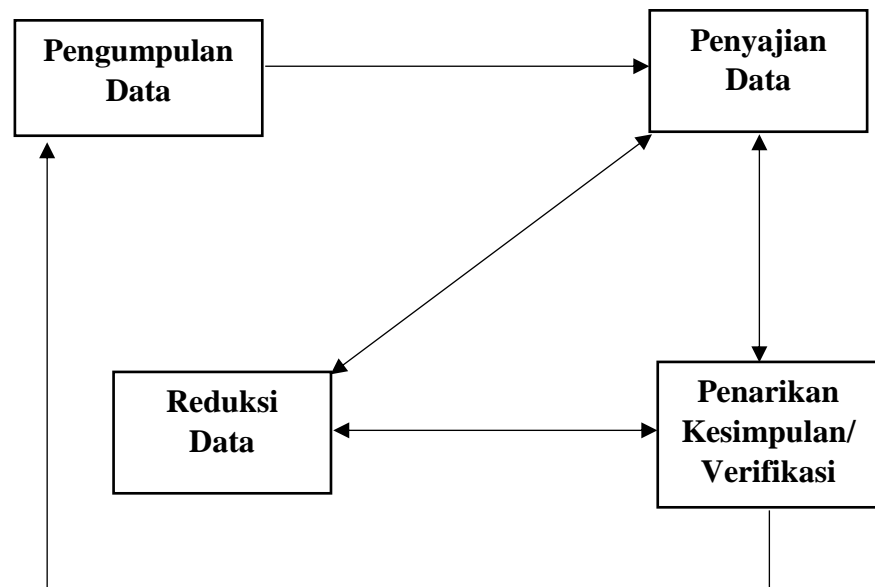 Pengumpulan
Data
Penyajian
Data
Reduksi
Data
Penarikan
Kesimpulan/
Verifikasi